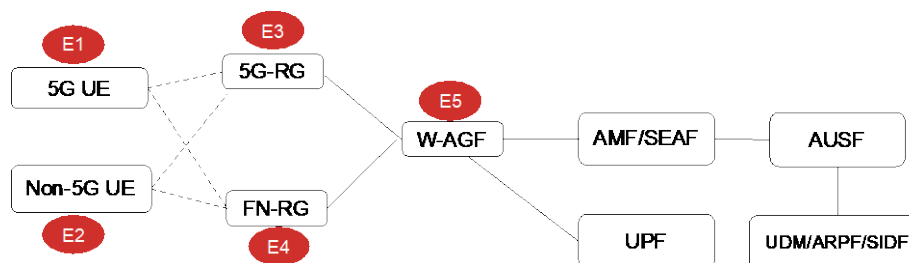 E1
E3
5G UE
5G-RG
E5
W-AGF
AMF/SEAF
AUSF
Non-5G UE
FN-RG
E2
E4
UPF
UDM/ARPF/SIDF